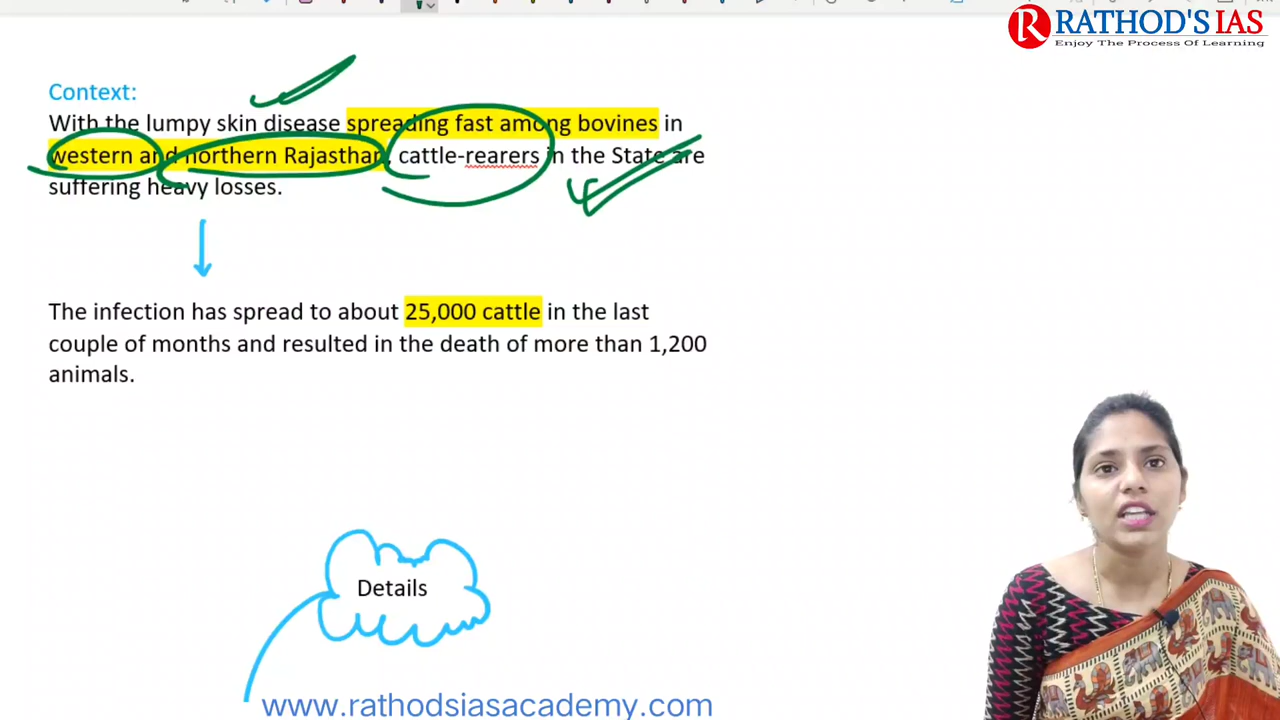 RATHOD'S IAS
Enjoy The Process Of Learning
Context:
With the lumpy skin disease spreading fast among bovines in
western and northern Rajasthan, cattle-rearers in the State are
suffering heavy losses.
The infection has spread to about 25,000 cattle in the last
couple of months and resulted in the death of more than 1,200
animals.
Details
www.rathodsiasacademy.com